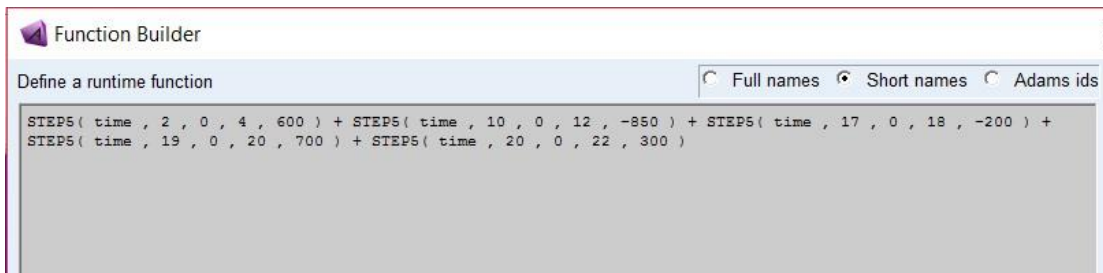 Function Builder
Define a runtime function Full names Short names Adams ids
STEP5( time , 2 , 0 , 4 , 600 ) + STEP5( time , 10 , 0 , 12 , -850 ) + STEP5( time , 17 , 0 , 18 , -200 ) +
STEP5( time , 19 , 0 , 20 , 700 ) + STEP5( time , 20 , 0 , 22 , 300 )